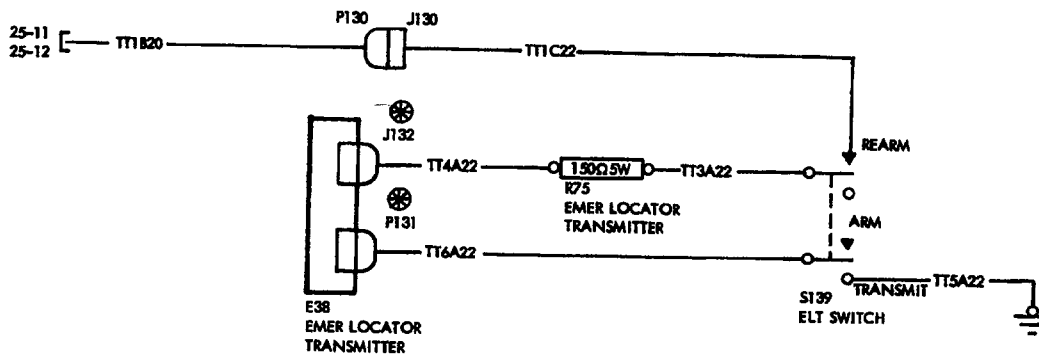 P130 J130
25-11
25-12
TT1B20
TT1C22
J132
REARM
TT4A22
150Ω5W
TT3A22
R75
EMER LOCATOR
TRANSMITTER
P131
ARM
TT6A22
TRANSMIT TT5A22
S139
ELT SWITCH
E38
EMER LOCATOR
TRANSMITTER